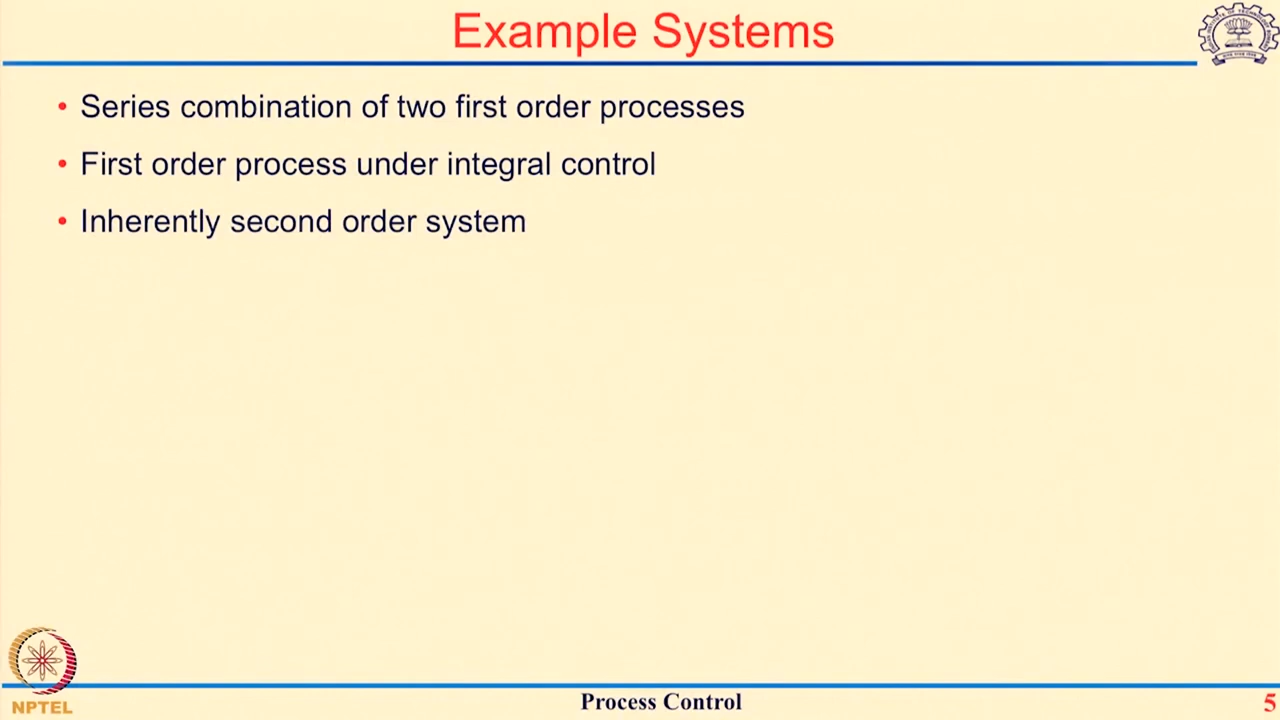 Example Systems
• Series combination of two first order processes
• First order process under integral control
• Inherently second order system
NPTEL
Process Control
5